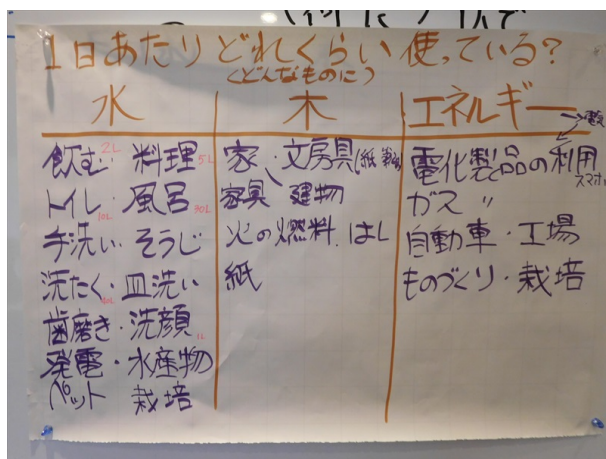 1日あたりどれくらい使っている?
(どんなものに)
水
飲む 2L 料理 5L
トイレ 10L 風呂
手洗い そうじ
洗たく 皿洗い
歯磨き・洗顔 1L
発電・水産物
ペット 栽培
木
家・文房具(紙
家具 建物
火の燃料 はし
紙
エネルギー
電化製品の利用
スマホ
ガス 〃
自動車・工場
ものづくり・栽培